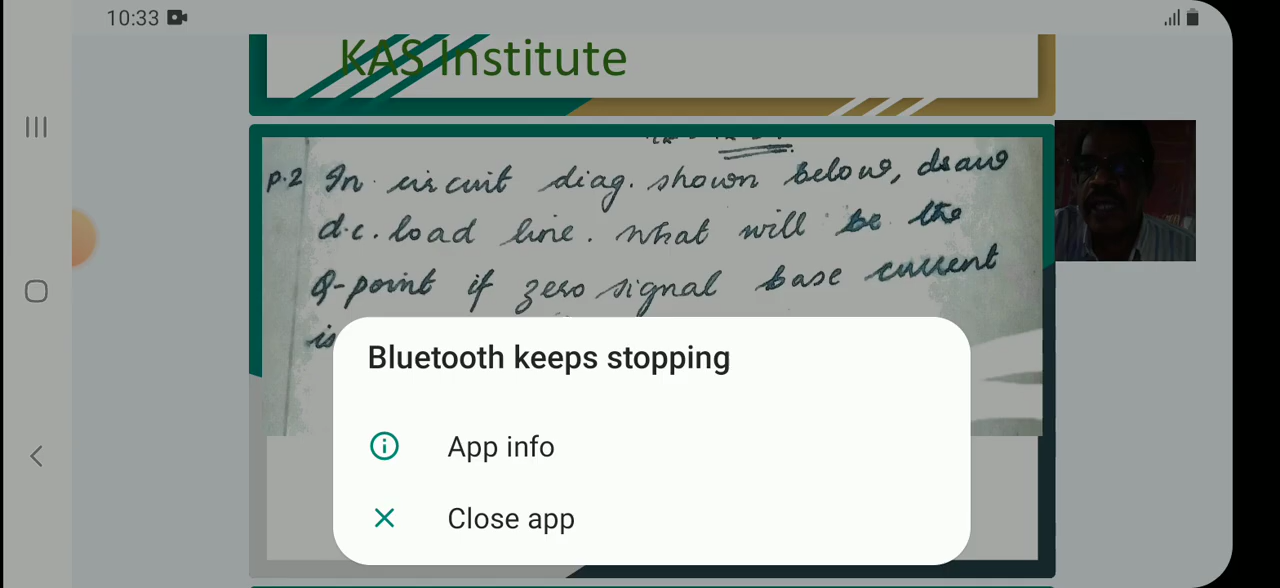 10:33
KAS Institute
P.2 In circuit diag. shown below, draw
d.c. load line. What will be the
Q-point if zero signal base current
is
Bluetooth keeps stopping
App info
Close app